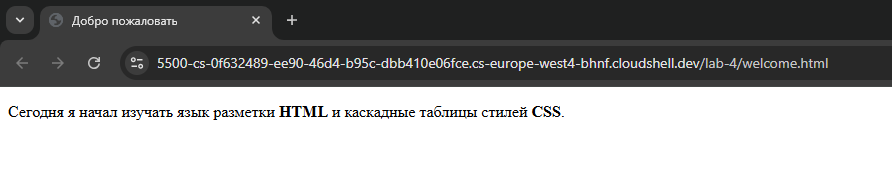 Добро пожаловать
5500-cs-0f632489-ee90-46d4-b95c-dbb410e06fce.cs-europe-west4-bhnf.cloudshell.dev/lab-4/welcome.html
Сегодня я начал изучать язык разметки HTML и каскадные таблицы стилей CSS.